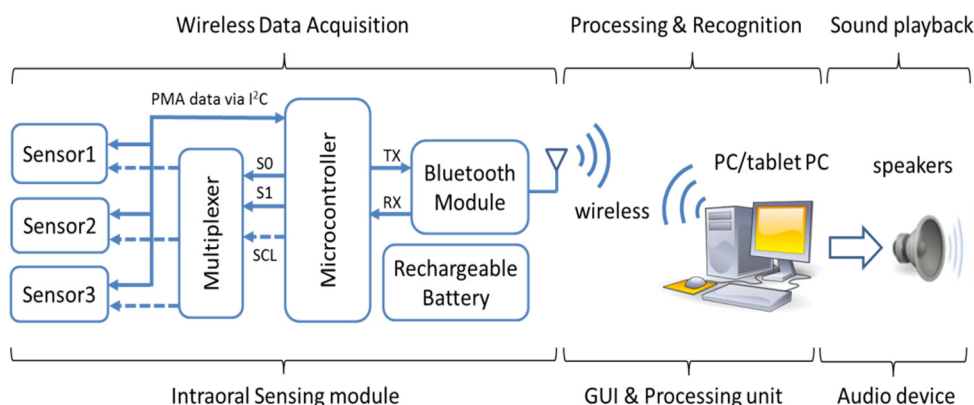 Wireless Data Acquisition
Processing & Recognition
Sound playback
PMA data via I²C
Sensor1
Sensor2
Sensor3
Multiplexer
S0
S1
SCL
Microcontroller
TX
RX
Bluetooth
Module
Rechargeable
Battery
wireless
PC/tablet PC
speakers
Intraoral Sensing module
GUI & Processing unit
Audio device